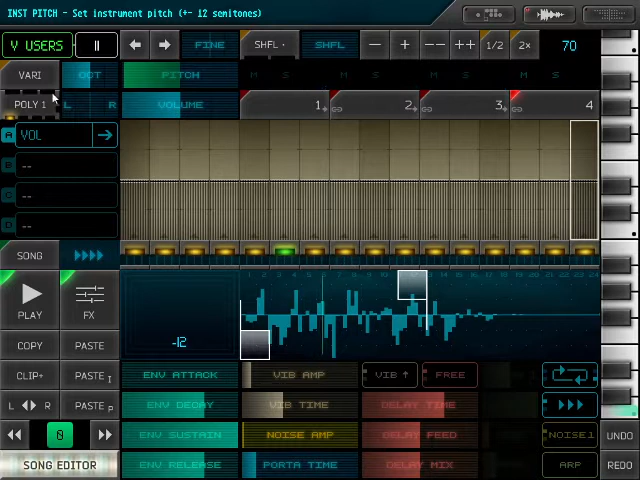 INST PITCH - Set instrument pitch (+- 12 semitones)
V USERS
FINE
SHFL ·
SHFL
— + -- ++ 1/2 2×
70
VARI
OCT
PITCH
M S M S M S M S
POLY 1
L R
VOLUME
1 2 3 4
A VOL
B --
C --
D --
SONG
PLAY
FX
-12
COPY
PASTE
ENV ATTACK
VIB AMP
VIB ↑
FREE
CLIP+
PASTE I
ENV DECAY
VIB TIME
DELAY TIME
L R
PASTE P
ENV SUSTAIN
NOISE AMP
DELAY FEED
NOISE1
UNDO
0
SONG EDITOR
ENV RELEASE
PORTA TIME
DELAY MIX
ARP
REDO